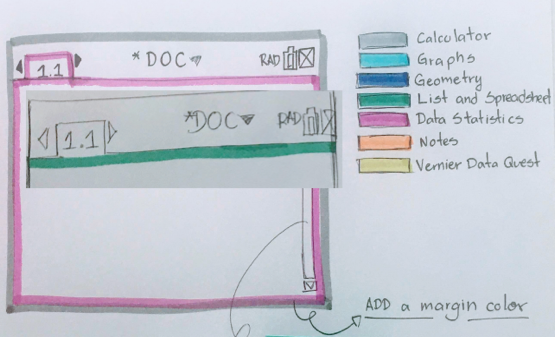 1.1 *DOC RAD
1.1 *DOC RAD
Calculator
Graphs
Geometry
List and Spreadsheet
Data Statistics
Notes
Vernier Data Quest
ADD a margin color